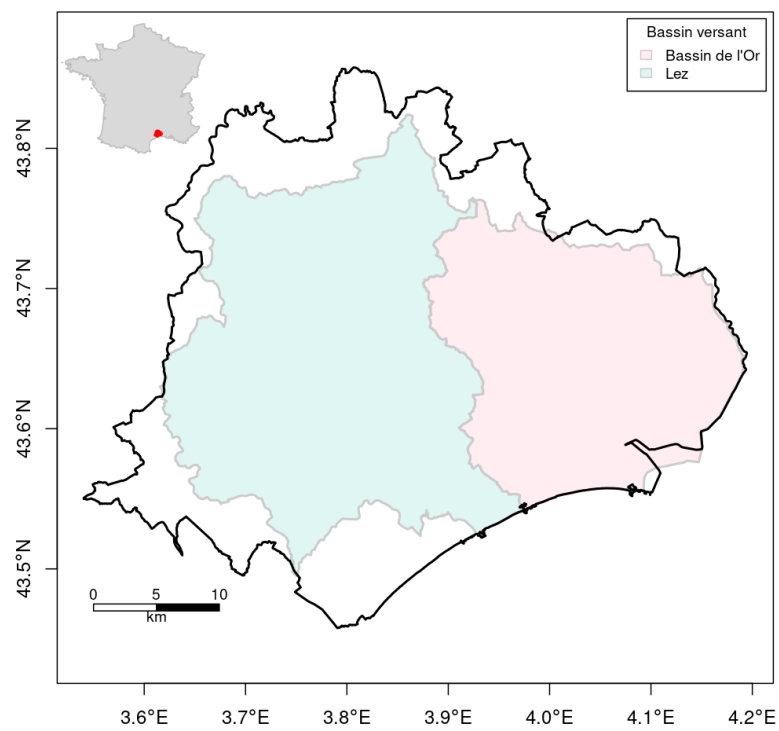 Bassin versant
Bassin de l'Or
Lez
43.8°N
43.7°N
43.6°N
43.5°N
0 5 10
km
3.6°E 3.7°E 3.8°E 3.9°E 4.0°E 4.1°E 4.2°E